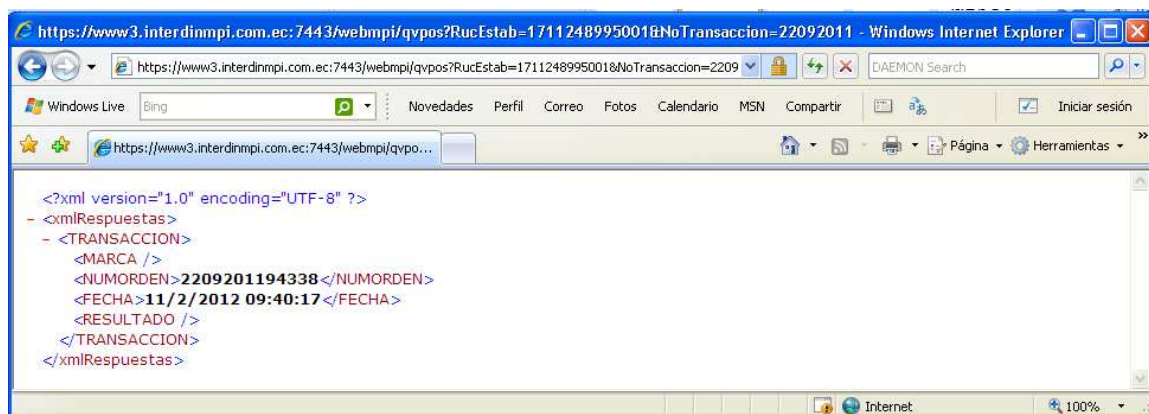 https://www3.interdinmpi.com.ec:7443/webmpi/qvpos?RucEstab=1711248995001&NoTransaccion=22092011 - Windows Internet Explorer
https://www3.interdinmpi.com.ec:7443/webmpi/qvpos?RucEstab=1711248995001&NoTransaccion=2209
DAEMON Search
Windows Live Bing Novedades Perfil Correo Fotos Calendario MSN Compartir Iniciar sesión
https://www3.interdinmpi.com.ec:7443/webmpi/qvpo... Página Herramientas »
<?xml version="1.0" encoding="UTF-8" ?>
- <xmlRespuestas>
- <TRANSACCION>
<MARCA />
<NUMORDEN>2209201194338</NUMORDEN>
<FECHA>11/2/2012 09:40:17</FECHA>
<RESULTADO />
</TRANSACCION>
</xmlRespuestas>
Internet 100%